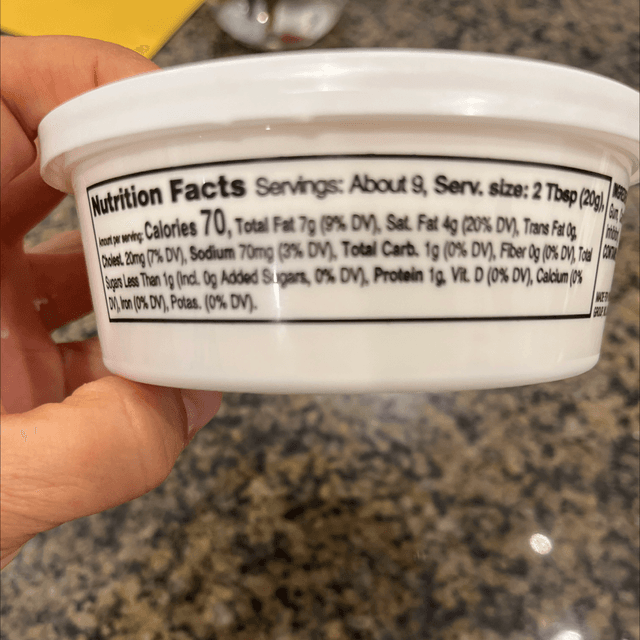 Nutrition Facts Servings: About 9, Serv. size: 2 Tbsp (20g),
Amount per serving: Calories 70, Total Fat 7g (9% DV), Sat. Fat 4g (20% DV), Trans Fat 0g,
Cholest. 20mg (7% DV), Sodium 70mg (3% DV), Total Carb. 1g (0% DV), Fiber 0g (0% DV), Total
Sugars Less Than 1g (Incl. 0g Added Sugars, 0% DV), Protein 1g, Vit. D (0% DV), Calcium (0%
DV), Iron (0% DV), Potas. (0% DV).